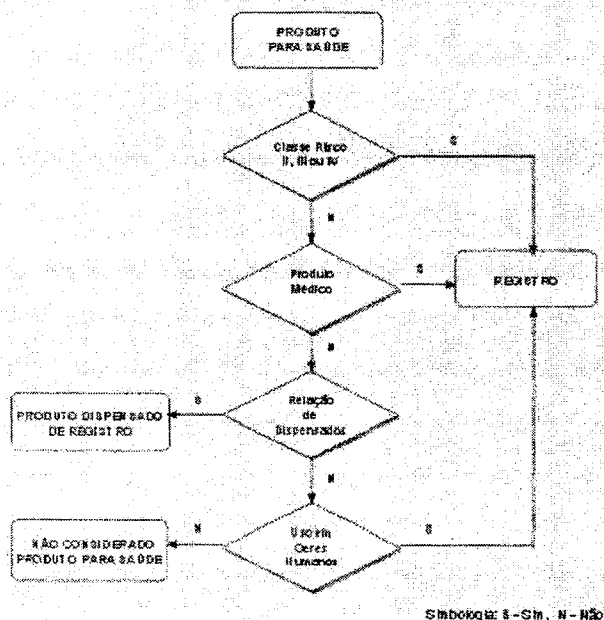 PRODUTO
PARA SAÚDE
Classe Risco
II, III ou IV
S
N
Produto
Médico
S
REGISTRO
N
Relação
de
Dispensados
S
PRODUTO DISPENSADO
DE REGISTRO
N
Uso em
Ceres
Humanos
N
S
NÃO CONSIDERADO
PRODUTO PARA SAÚDE
Simbologia: S - Sim, N - Não